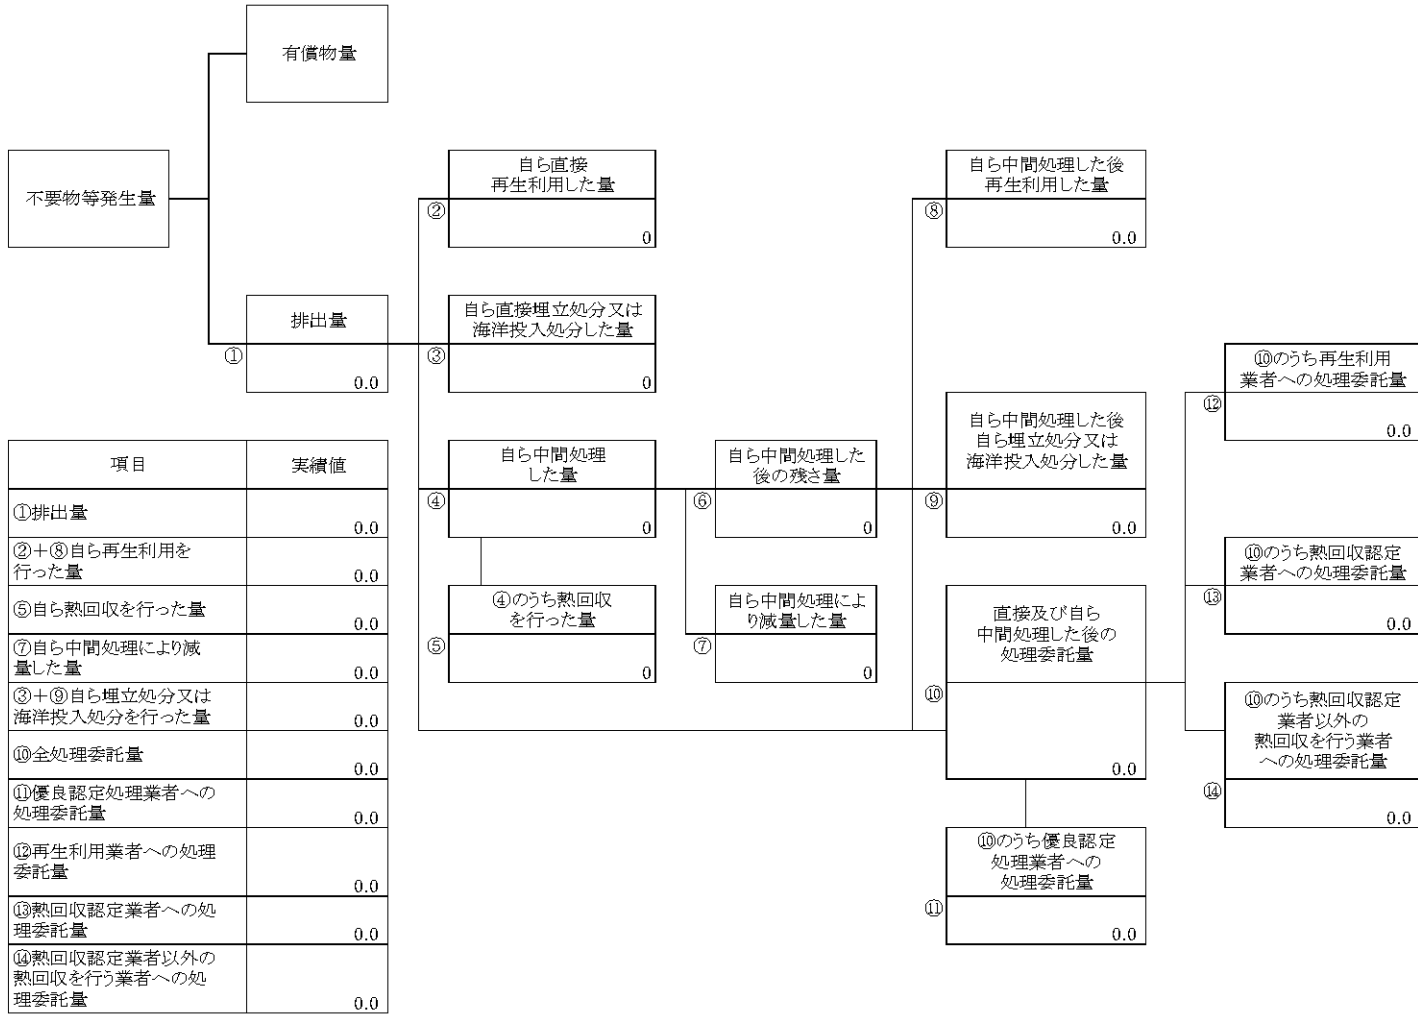 有償物量
不要物等発生量
自ら直接
再生利用した量
②
0
自ら中間処理した後
再生利用した量
⑧
0.0
排出量
①
0.0
自ら直接埋立処分又は
海洋投入処分した量
③
0
⑩のうち再生利用
業者への処理委託量
⑫
0.0
自ら中間処理
した量
④
0
自ら中間処理した
後の残さ量
⑥
0
自ら中間処理した後
自ら埋立処分又は
海洋投入処分した量
⑨
0.0
④のうち熱回収
を行った量
⑤
0
自ら中間処理によ
り減量した量
⑦
0
直接及び自ら
中間処理した後の
処理委託量
⑩
0.0
⑩のうち熱回収認定
業者への処理委託量
⑬
0.0
⑩のうち熱回収認定
業者以外の
熱回収を行う業者
への処理委託量
⑭
0.0
⑩のうち優良認定
処理業者への
処理委託量
⑪
0.0
項目 実績値
①排出量
0.0
②+⑧自ら再生利用を
行った量 0.0
⑤自ら熱回収を行った量
0.0
⑦自ら中間処理により減
量した量 0.0
③+⑨自ら埋立処分又は
海洋投入処分を行った量 0.0
⑩全処理委託量
0.0
⑪優良認定処理業者への
処理委託量 0.0
⑫再生利用業者への処理
委託量 0.0
⑬熱回収認定業者への処
理委託量 0.0
⑭熱回収認定業者以外の
熱回収を行う業者への処
理委託量 0.0